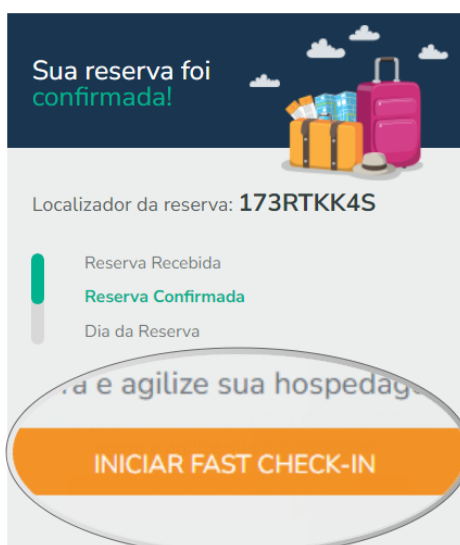 Sua reserva foi
confirmada!
Localizador da reserva: 173RTKK4S
Reserva Recebida
Reserva Confirmada
Dia da Reserva
e agilize sua
INICIAR FAST CHECK-IN